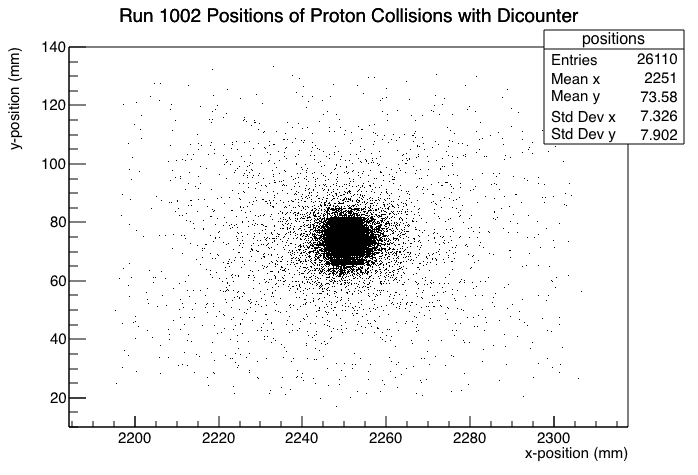 Run 1002 Positions of Proton Collisions with Dicounter
positions
Entries 26110
Mean x 2251
Mean y 73.58
Std Dev x 7.326
Std Dev y 7.902
y-position (mm)
140
120
100
80
60
40
20
2200 2220 2240 2260 2280 2300
x-position (mm)